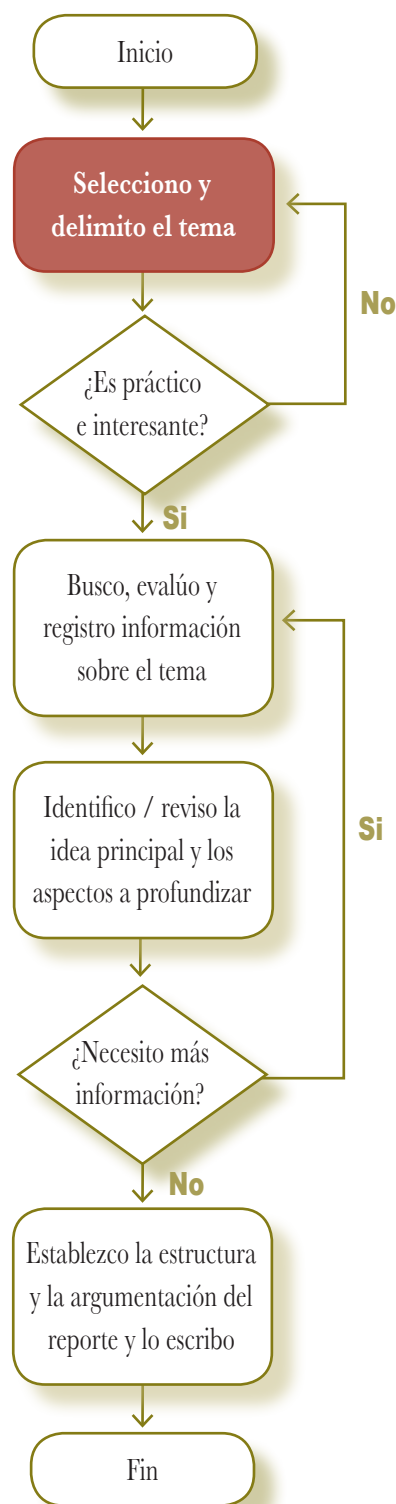 Inicio
Selecciono y
delimito el tema
No
¿Es práctico
e interesante?
Si
Busco, evalúo y
registro información
sobre el tema
Identifico / reviso la
idea principal y los
aspectos a profundizar
Si
¿Necesito más
información?
No
Establezco la estructura
y la argumentación del
reporte y lo escribo
Fin